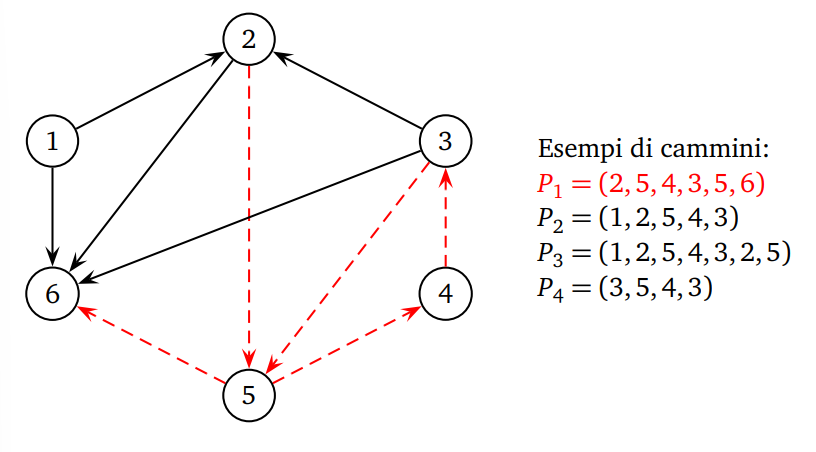 2
1
3
Esempi di cammini:
P₁ = (2, 5, 4, 3, 5, 6)
P₂ = (1, 2, 5, 4, 3)
P₃ = (1, 2, 5, 4, 3, 2, 5)
P₄ = (3, 5, 4, 3)
6
4
5